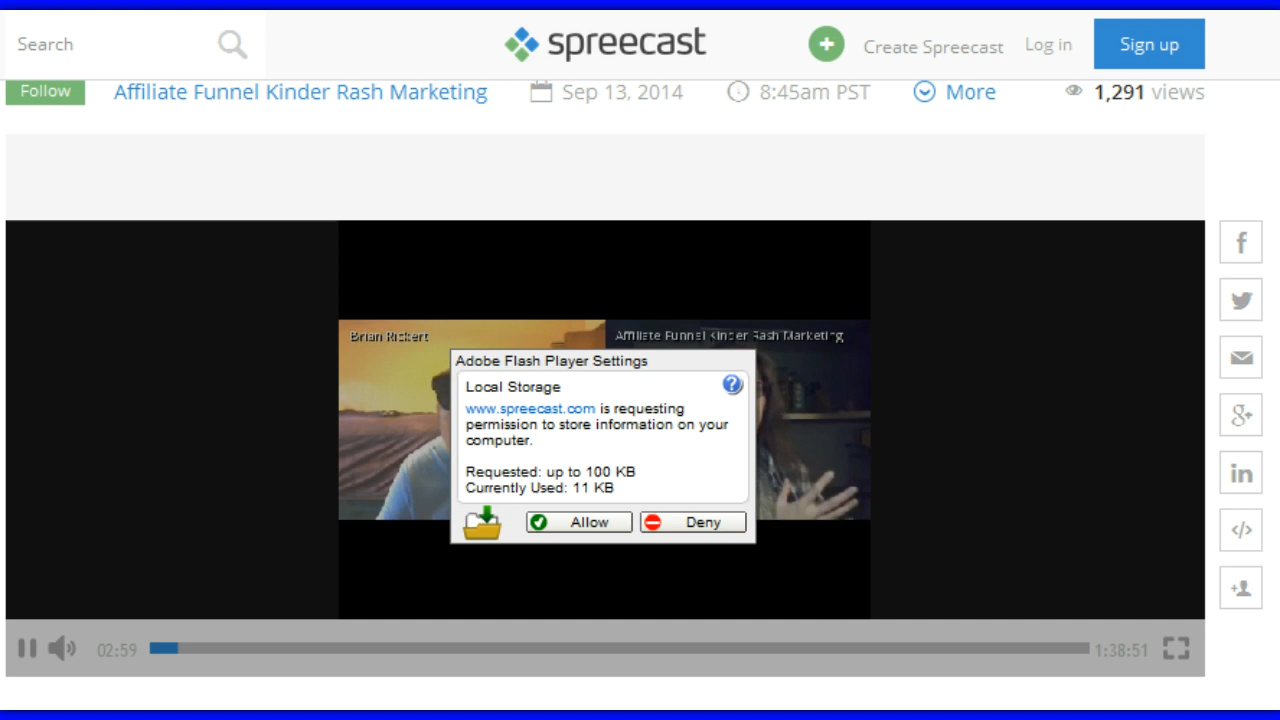 Search
spreecast
Create Spreecast
Log in
Sign up
Follow
Affiliate Funnel Kinder Rash Marketing
Sep 13, 2014
8:45am PST
More
1,291 views
Brian Rickert
Affiliate Funnel Kinder Rash Marketing
Adobe Flash Player Settings
Local Storage
www.spreecast.com is requesting
permission to store information on your
computer.
Requested: up to 100 KB
Currently Used: 11 KB
Allow
Deny
02:59
1:38:51